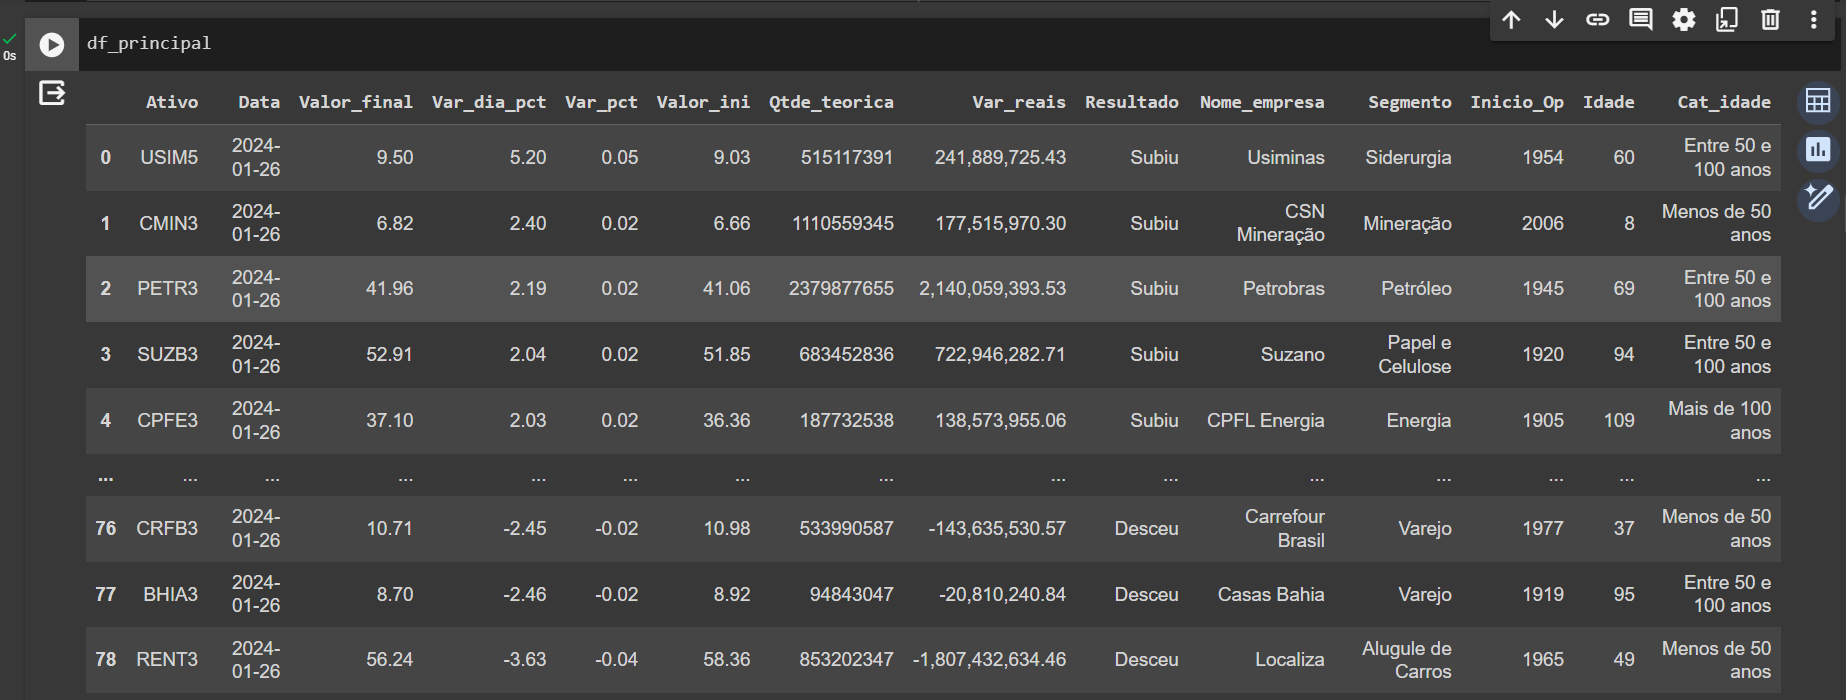 df_principal
0s
Ativo Data Valor_final Var_dia_pct Var_pct Valor_ini Qtde_teorica Var_reais Resultado Nome_empresa Segmento Inicio_Op Idade Cat_idade
0 USIM5 2024-01-26 9.50 5.20 0.05 9.03 515117391 241,889,725.43 Subiu Usiminas Siderurgia 1954 60 Entre 50 e 100 anos
1 CMIN3 2024-01-26 6.82 2.40 0.02 6.66 1110559345 177,515,970.30 Subiu CSN Mineração Mineração 2006 8 Menos de 50 anos
2 PETR3 2024-01-26 41.96 2.19 0.02 41.06 2379877655 2,140,059,393.53 Subiu Petrobras Petróleo 1945 69 Entre 50 e 100 anos
3 SUZB3 2024-01-26 52.91 2.04 0.02 51.85 683452836 722,946,282.71 Subiu Suzano Papel e Celulose 1920 94 Entre 50 e 100 anos
4 CPFE3 2024-01-26 37.10 2.03 0.02 36.36 187732538 138,573,955.06 Subiu CPFL Energia Energia 1905 109 Mais de 100 anos
... ... ... ... ... ... ... ... ... ... ... ... ... ... ...
76 CRFB3 2024-01-26 10.71 -2.45 -0.02 10.98 533990587 -143,635,530.57 Desceu Carrefour Brasil Varejo 1977 37 Menos de 50 anos
77 BHIA3 2024-01-26 8.70 -2.46 -0.02 8.92 94843047 -20,810,240.84 Desceu Casas Bahia Varejo 1919 95 Entre 50 e 100 anos
78 RENT3 2024-01-26 56.24 -3.63 -0.04 58.36 853202347 -1,807,432,634.46 Desceu Localiza Alugule de Carros 1965 49 Menos de 50 anos